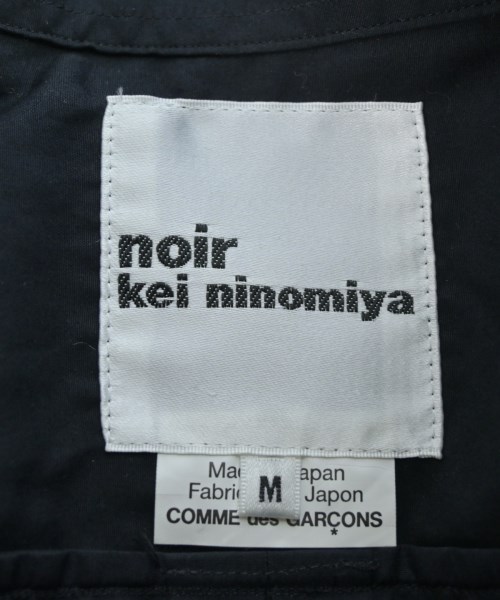 noir
kei ninomiya
M
Japan
Japon
COMME des GARÇONS
*